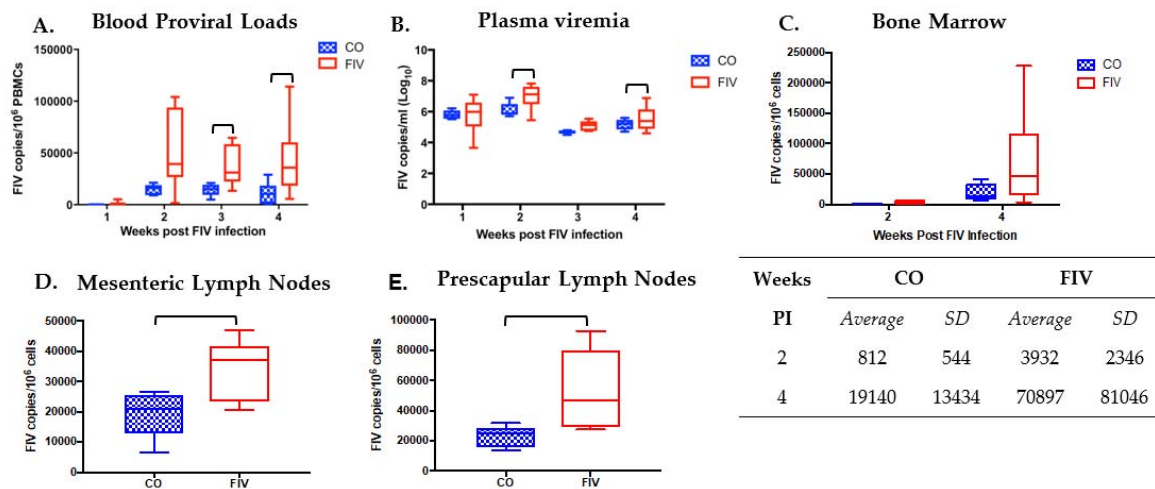 A. Blood Proviral Loads
FIV copies/10⁶ PBMCs
150000
100000
50000
0
CO
FIV
1 2 3 4
Weeks post FIV infection
B. Plasma viremia
FIV copies/ml (Log₁₀)
10
8
6
4
2
0
CO
FIV
1 2 3 4
Weeks post FIV infection
C. Bone Marrow
FIV copies/10⁶ cells
250000
200000
150000
100000
50000
0
CO
FIV
2 4
Weeks Post FIV Infection
D. Mesenteric Lymph Nodes
FIV copies/10⁶ cells
50000
40000
30000
20000
10000
0
CO FIV
E. Prescapular Lymph Nodes
FIV copies/10⁶ cells
100000
80000
60000
40000
20000
0
CO FIV
Weeks CO FIV
PI Average SD Average SD
2 812 544 3932 2346
4 19140 13434 70897 81046